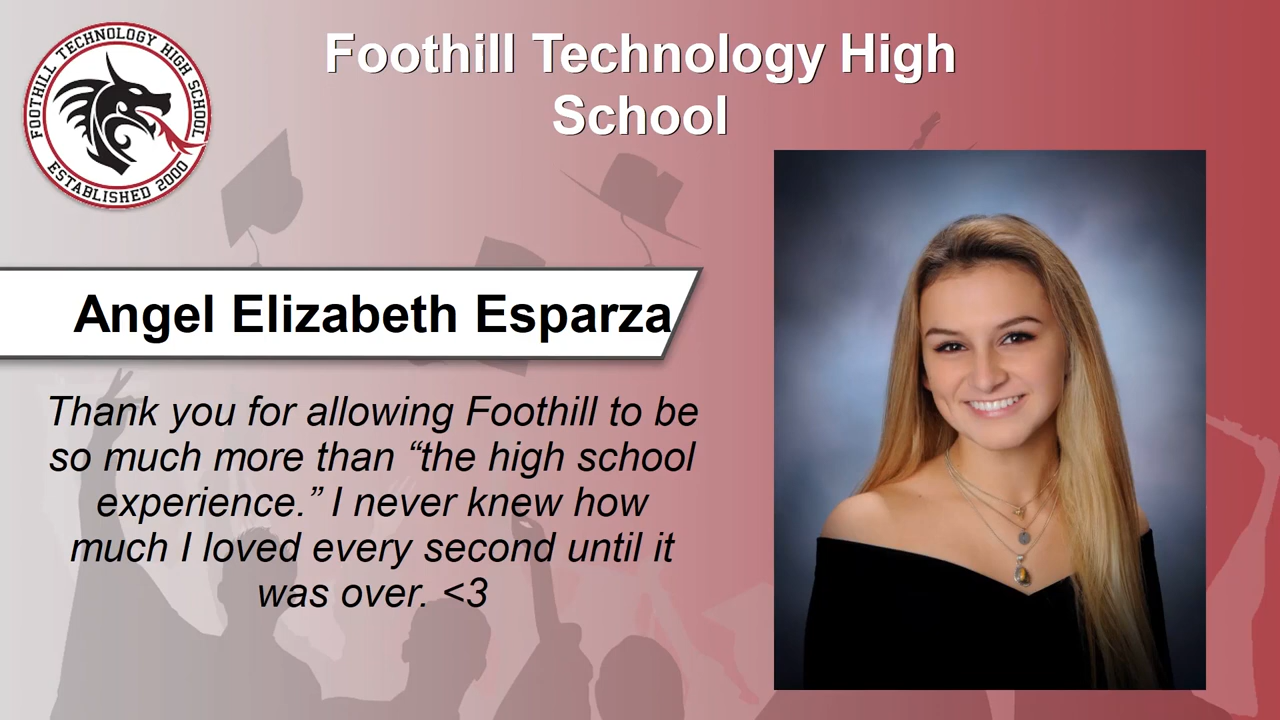 FOOTHILL TECHNOLOGY HIGH SCHOOL
ESTABLISHED 2000
Foothill Technology High
School
Angel Elizabeth Esparza
Thank you for allowing Foothill to be
so much more than “the high school
experience.” I never knew how
much I loved every second until it
was over. <3